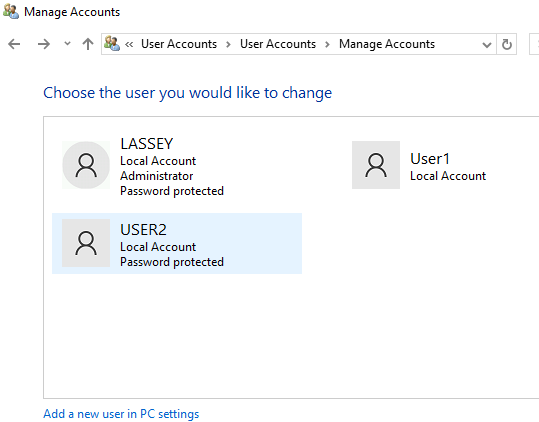 Manage Accounts
« User Accounts > User Accounts > Manage Accounts
Choose the user you would like to change
LASSEY
Local Account
Administrator
Password protected
User1
Local Account
USER2
Local Account
Password protected
Add a new user in PC settings